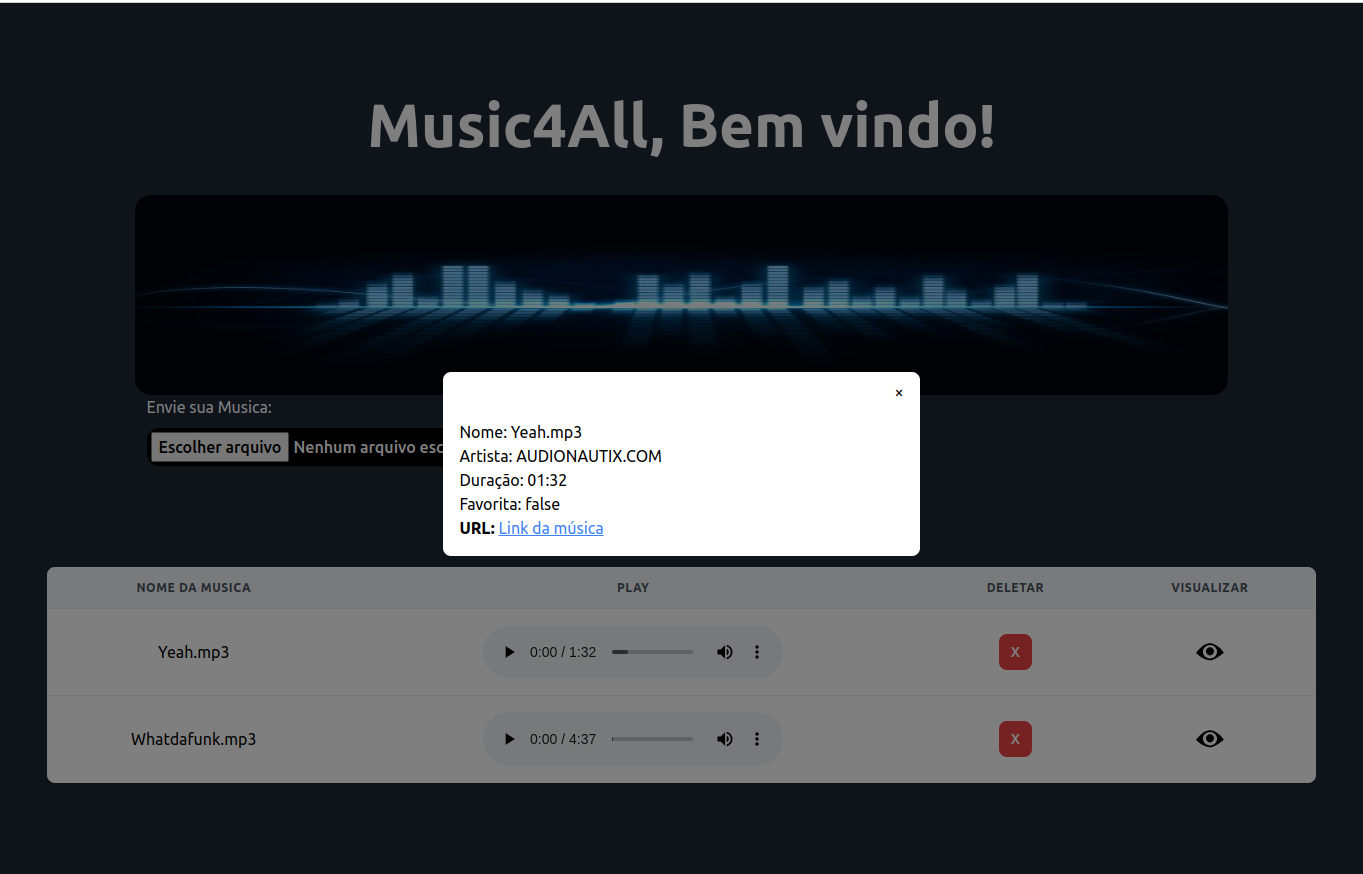 Music4All, Bem vindo!
Envie sua Musica:
Escolher arquivo Nenhum arquivo esc
×
Nome: Yeah.mp3
Artista: AUDIONAUTIX.COM
Duração: 01:32
Favorita: false
URL: Link da música
NOME DA MUSICA PLAY DELETAR VISUALIZAR
Yeah.mp3 0:00 / 1:32 X
Whatdafunk.mp3 0:00 / 4:37 X